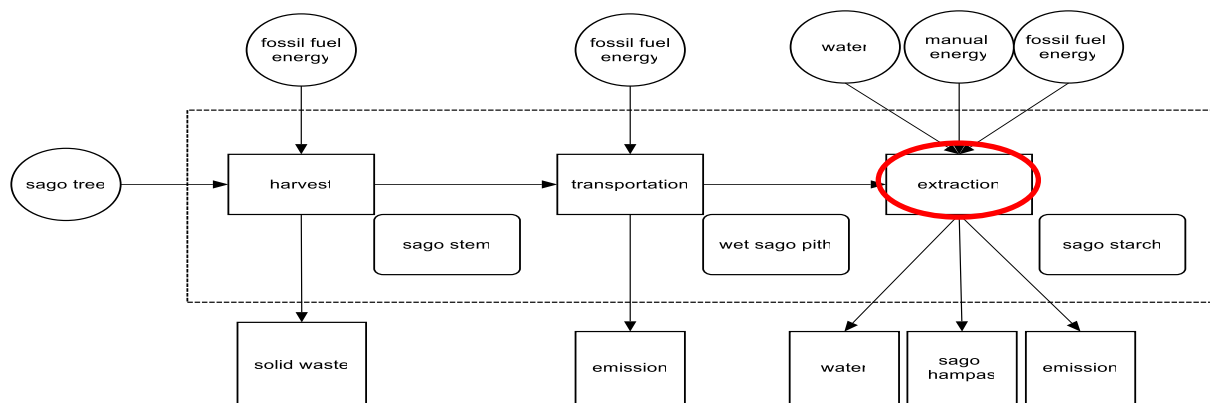 fossil fuel
energy
fossil fuel
energy
water
manual
energy
fossil fuel
energy
sago tree
harvest
transportation
extraction
sago stem
wet sago pith
sago starch
solid waste
emission
water
sago
hampas
emission